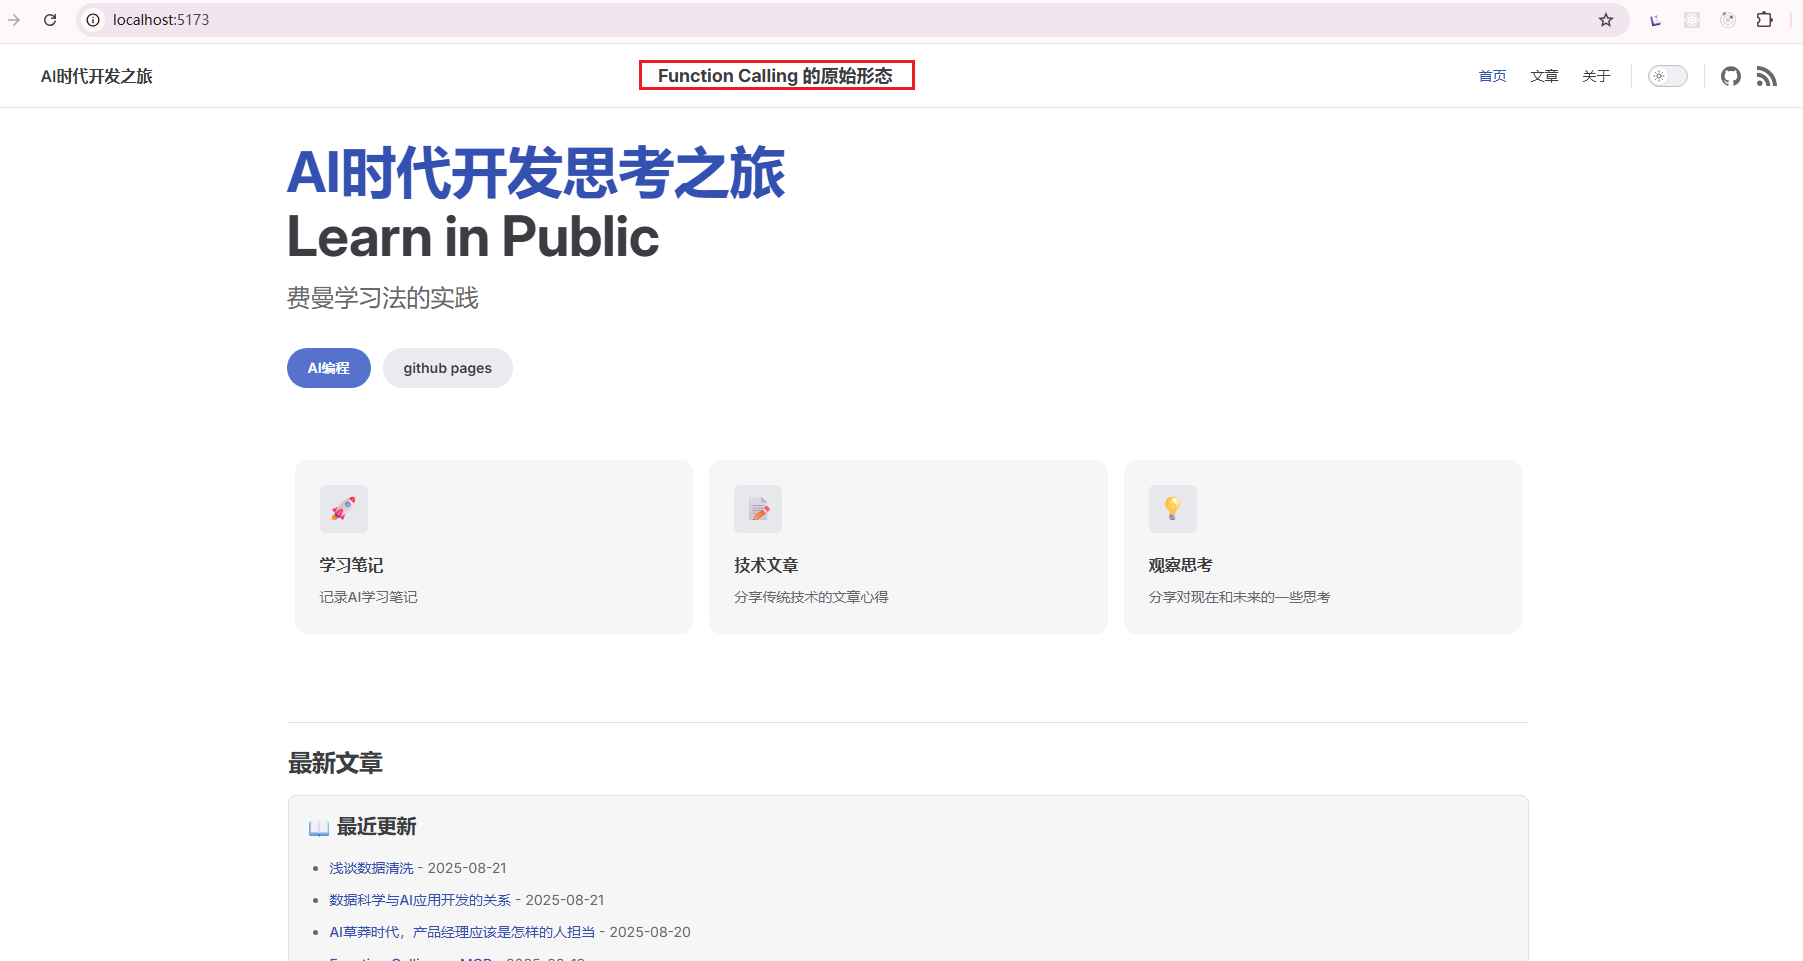 localhost:5173
AI时代开发之旅
Function Calling 的原始形态
首页 文章 关于
AI时代开发思考之旅
Learn in Public
费曼学习法的实践
AI编程 github pages
学习笔记
记录AI学习笔记
技术文章
分享传统技术的文章心得
观察思考
分享对现在和未来的一些思考
最新文章
📖 最近更新
浅谈数据清洗 - 2025-08-21
数据科学与AI应用开发的关系 - 2025-08-21
AI草莽时代，产品经理应该是怎样的人担当 - 2025-08-20